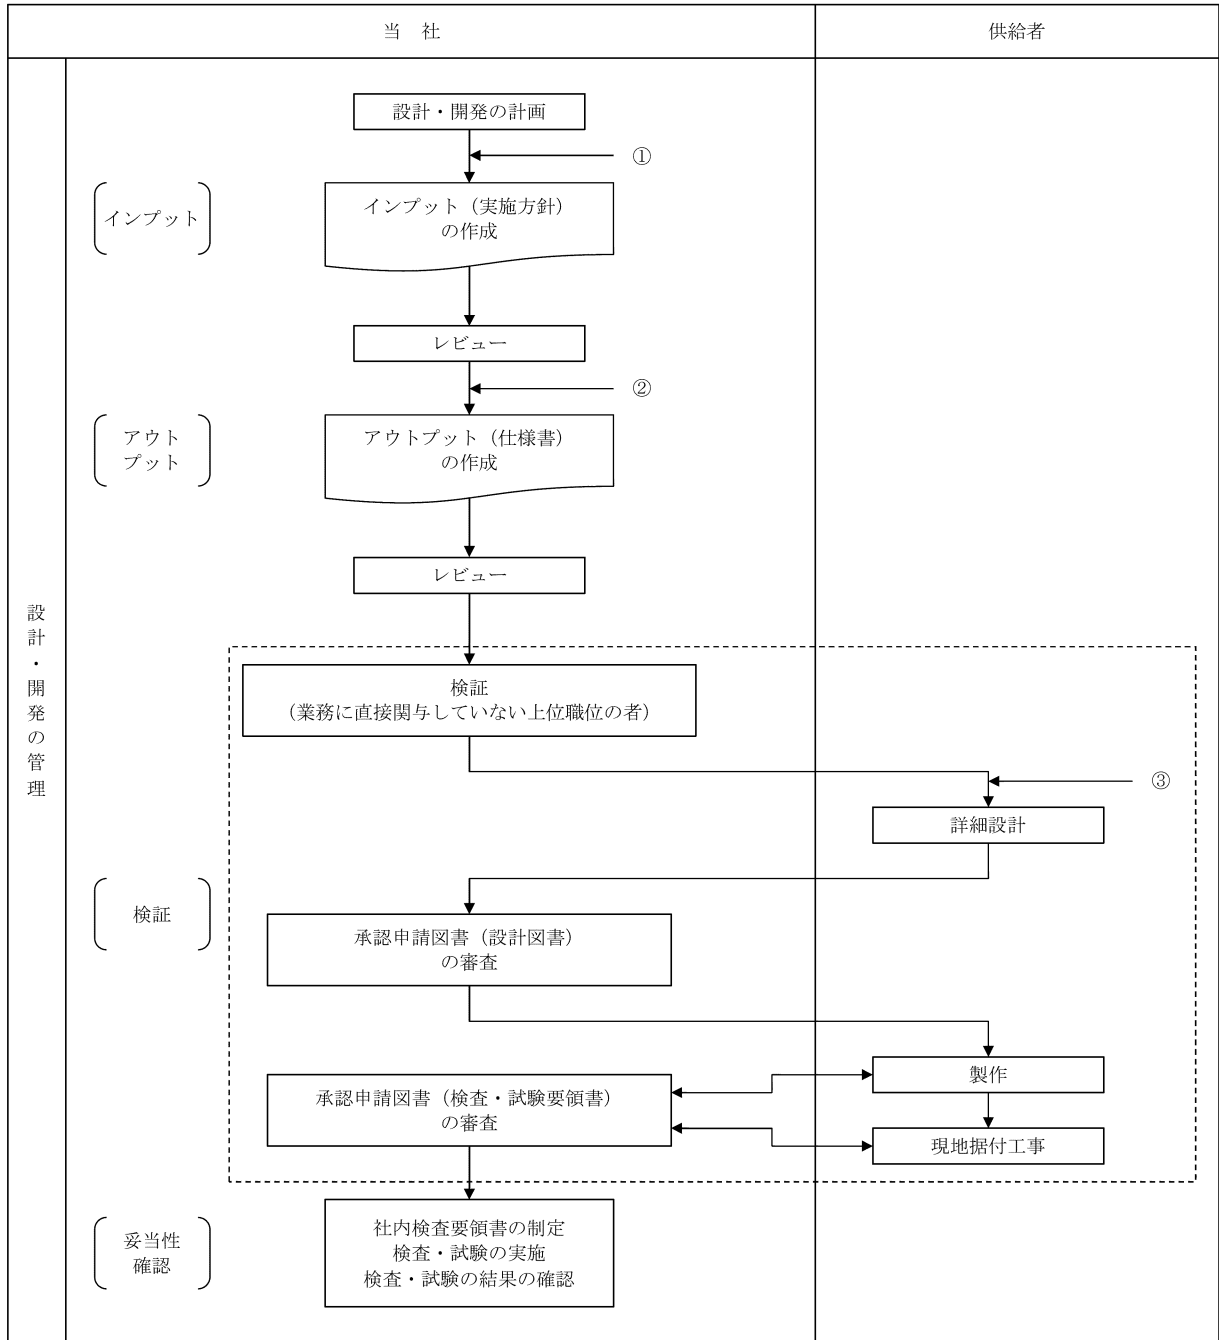 当　社
供給者
設計・開発の管理
設計・開発の計画
①
インプット
インプット（実施方針）
の作成
レビュー
②
アウト
プット
アウトプット（仕様書）
の作成
レビュー
検証
（業務に直接関与していない上位職位の者）
③
詳細設計
検証
承認申請図書（設計図書）
の審査
製作
承認申請図書（検査・試験要領書）
の審査
現地据付工事
妥当性
確認
社内検査要領書の制定
検査・試験の実施
検査・試験の結果の確認